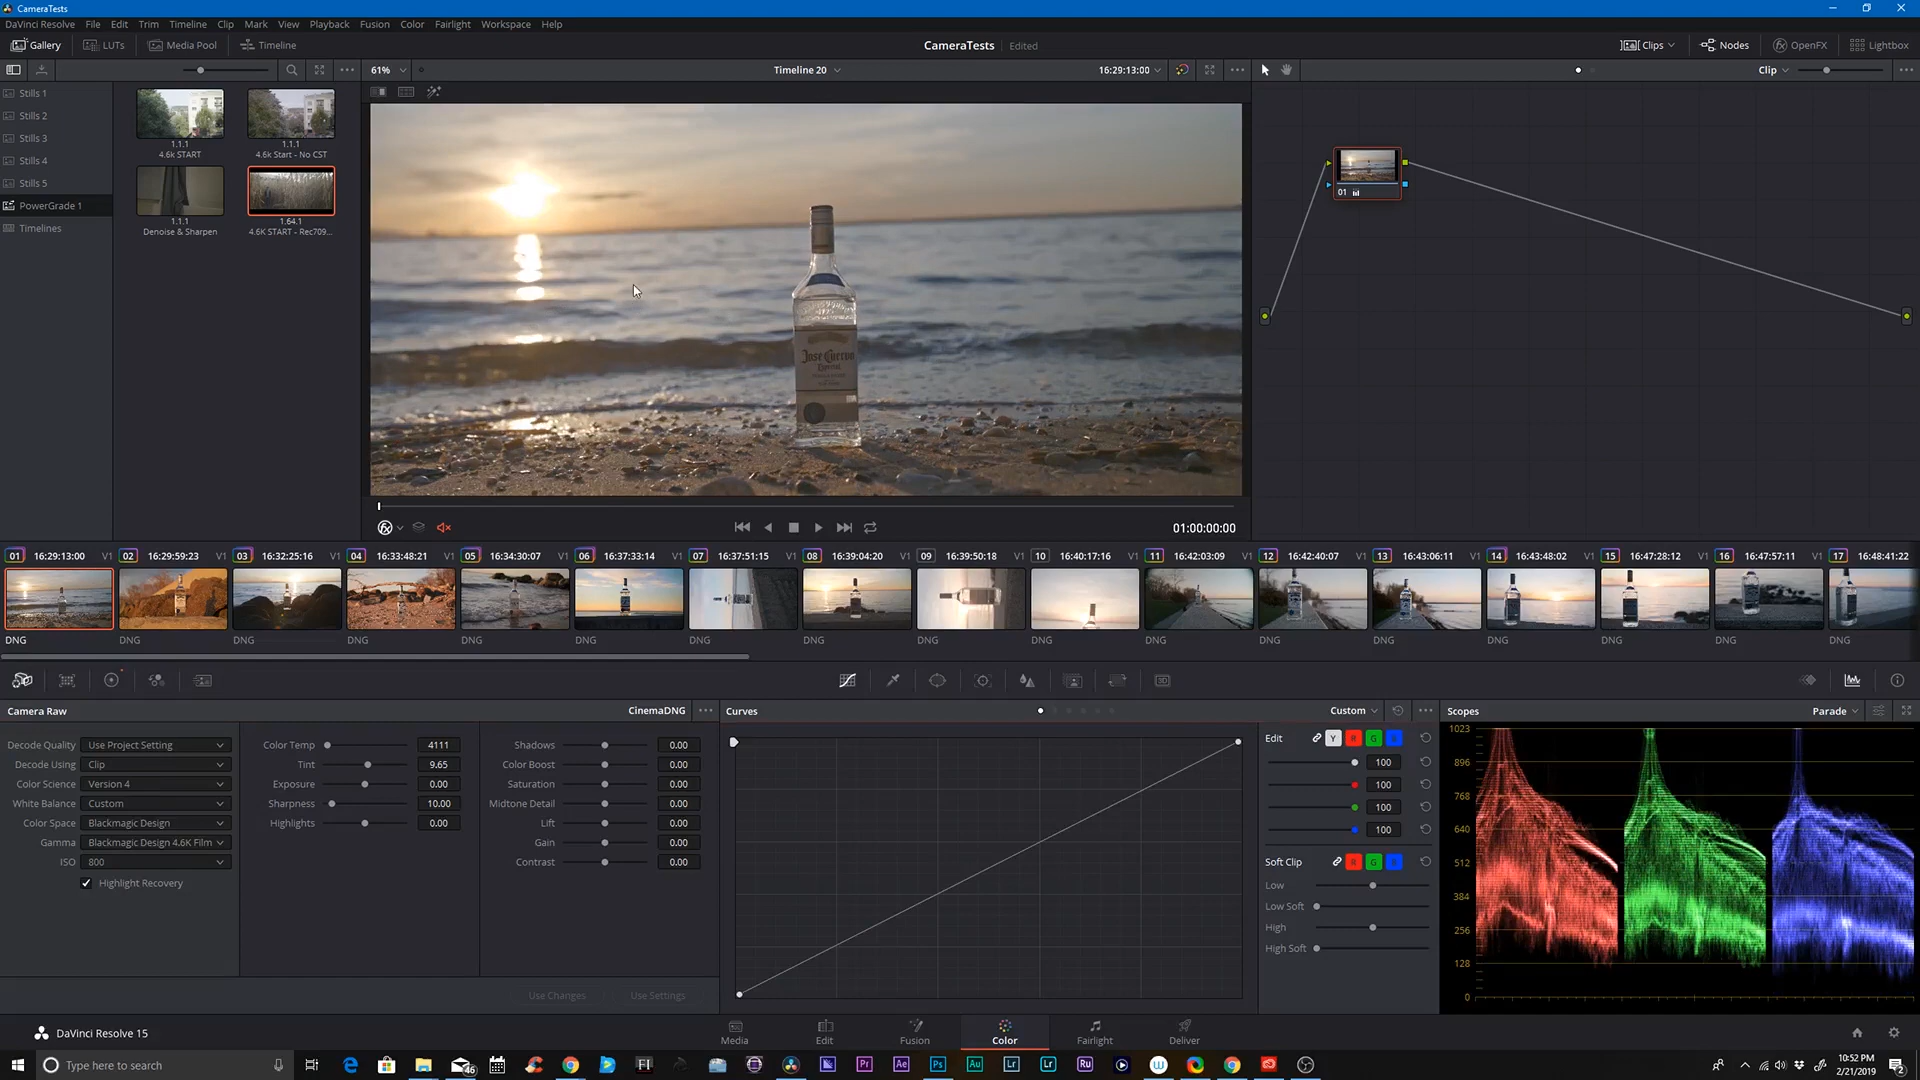 CameraTests
DaVinci Resolve File Edit Trim Timeline Clip Mark View Playback Fusion Color Fairlight Workspace Help
Gallery LUTs Media Pool Timeline CameraTests Edited Clips Nodes OpenFX Lightbox
61% Timeline 20 16:29:13:00 Clip
Stills 1
Stills 2
Stills 3
Stills 4
Stills 5
PowerGrade 1
Timelines
1.1.1 1.1.1
4.6k START 4.6k Start - No CST
1.1.1 1.64.1
Denoise & Sharpen 4.6K START - Rec709...
Jose Cuervo
Especial
01
01:00:00:00
01 16:29:13:00 V1 02 16:29:59:23 V1 03 16:32:25:16 V1 04 16:33:48:21 V1 05 16:34:30:07 V1 06 16:37:33:14 V1 07 16:37:51:15 V1 08 16:39:04:20 V1 09 16:39:50:18 V1 10 16:40:17:16 V1 11 16:42:03:09 V1 12 16:42:40:07 V1 13 16:43:06:11 V1 14 16:43:48:02 V1 15 16:47:28:12 V1 16 16:47:57:11 V1 17 16:48:41:22 V1
DNG DNG DNG DNG DNG DNG DNG DNG DNG DNG DNG DNG DNG DNG DNG DNG DNG
Camera Raw CinemaDNG Curves Custom Scopes Parade
Decode Quality Use Project Setting
Decode Using Clip
Color Science Version 4
White Balance Custom
Color Space Blackmagic Design
Gamma Blackmagic Design 4.6K Film
ISO 800
Highlight Recovery
Color Temp 4111
Tint 9.65
Exposure 0.00
Sharpness 10.00
Highlights 0.00
Shadows 0.00
Color Boost 0.00
Saturation 0.00
Midtone Detail 0.00
Lift 0.00
Gain 0.00
Contrast 0.00
Use Changes Use Settings
Edit Y R G B
100
100
100
100
Soft Clip R G B
Low
Low Soft
High
High Soft
1023
896
768
640
512
384
256
128
0
DaVinci Resolve 15 Media Edit Fusion Color Fairlight Deliver
Type here to search
46
FI
Pr Ae Ps Au Lr Lr Ru
10:52 PM
2/21/2019
2